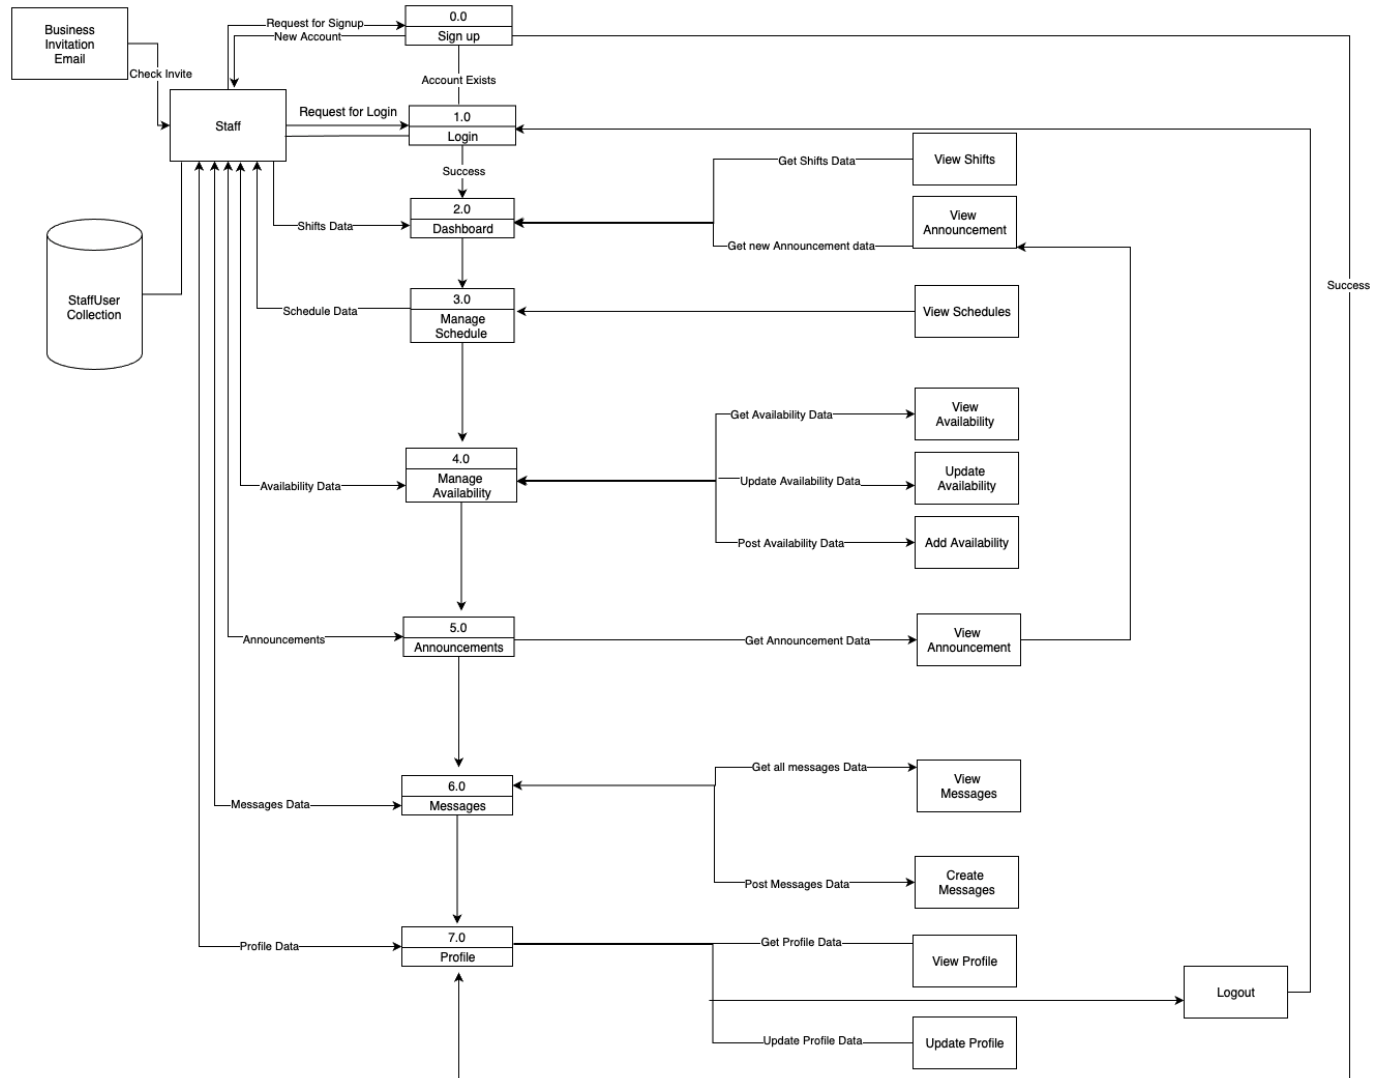 Business
Invitation
Email
Request for Signup
New Account
0.0
Sign up
Check Invite
Account Exists
Staff
Request for Login
1.0
Login
Success
Get Shifts Data
View Shifts
2.0
Dashboard
Shifts Data
View
Announcement
Get new Announcement data
StaffUser
Collection
3.0
Manage
Schedule
Schedule Data
View Schedules
Success
Get Availability Data
View
Availability
4.0
Manage
Availability
Availability Data
Update Availability Data
Update
Availability
Post Availability Data
Add Availability
5.0
Announcements
Announcements
Get Announcement Data
View
Announcement
6.0
Messages
Messages Data
Get all messages Data
View
Messages
Post Messages Data
Create
Messages
7.0
Profile
Profile Data
Get Profile Data
View Profile
Logout
Update Profile Data
Update Profile